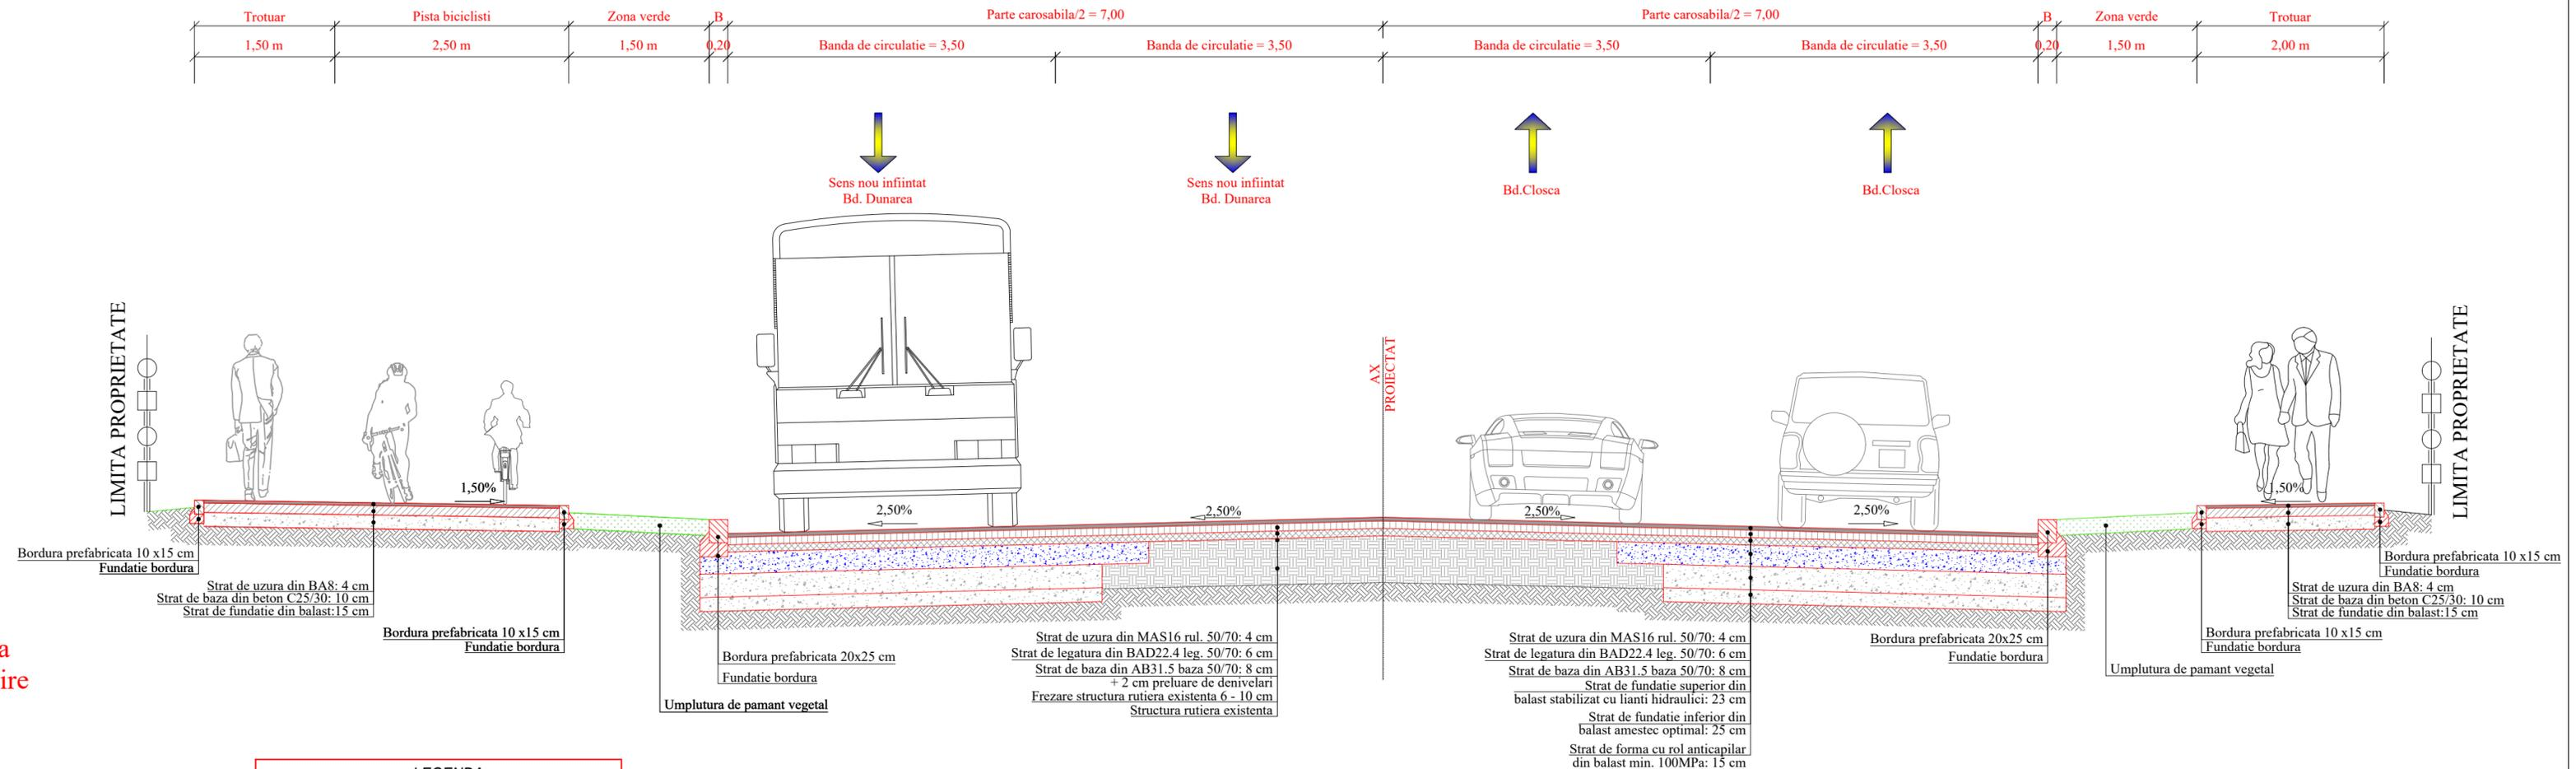 Trotuar
Pista biciclisti
Zona verde
B
Parte carosabila/2 = 7,00
Parte carosabila/2 = 7,00
B
Zona verde
Trotuar
1,50 m
2,50 m
1,50 m
0,20
Banda de circulatie = 3,50
Banda de circulatie = 3,50
Banda de circulatie = 3,50
Banda de circulatie = 3,50
0,20
1,50 m
2,00 m
Sens nou infiintat
Bd. Dunarea
Sens nou infiintat
Bd. Dunarea
Bd.Closca
Bd.Closca
LIMITA PROPRIETATE
AX
PROIECTAT
LIMITA PROPRIETATE
1,50%
2,50%
2,50%
2,50%
2,50%
1,50%
Bordura prefabricata 10 x15 cm
Fundatie bordura
Strat de uzura din BA8: 4 cm
Strat de baza din beton C25/30: 10 cm
Strat de fundatie din balast:15 cm
Bordura prefabricata 10 x15 cm
Fundatie bordura
Bordura prefabricata 20x25 cm
Fundatie bordura
Umplutura de pamant vegetal
Strat de uzura din MAS16 rul. 50/70: 4 cm
Strat de legatura din BAD22.4 leg. 50/70: 6 cm
Strat de baza din AB31.5 baza 50/70: 8 cm
+ 2 cm preluare de denivelari
Frezare structura rutiera existenta 6 - 10 cm
Structura rutiera existenta
Strat de uzura din MAS16 rul. 50/70: 4 cm
Strat de legatura din BAD22.4 leg. 50/70: 6 cm
Strat de baza din AB31.5 baza 50/70: 8 cm
Strat de fundatie superior din
balast stabilizat cu lianti hidraulici: 23 cm
Strat de fundatie inferior din
balast amestec optimal: 25 cm
Strat de forma cu rol anticapilar
din balast min. 100MPa: 15 cm
Bordura prefabricata 20x25 cm
Fundatie bordura
Umplutura de pamant vegetal
Bordura prefabricata 10 x15 cm
Fundatie bordura
Strat de uzura din BA8: 4 cm
Strat de baza din beton C25/30: 10 cm
Strat de fundatie din balast:15 cm
Bordura prefabricata 10 x15 cm
Fundatie bordura
a
ire